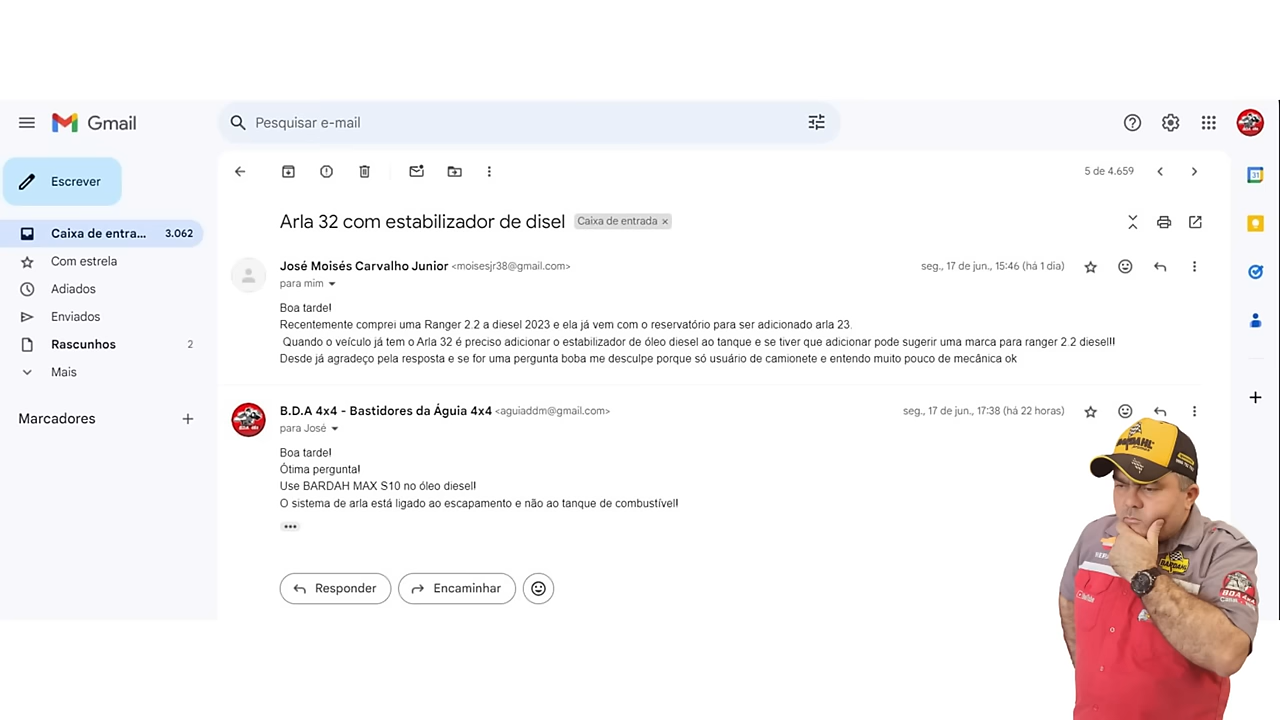 Gmail
Pesquisar e-mail
Escrever
5 de 4.659
31
Arla 32 com estabilizador de disel
Caixa de entrada ×
Caixa de entra... 3.062
Com estrela
Adiados
Enviados
Rascunhos 2
Mais
Marcadores
José Moisés Carvalho Junior <moisesjr38@gmail.com>
seg., 17 de jun., 15:46 (há 1 dia)
para mim
Boa tarde!
Recentemente comprei uma Ranger 2.2 a diesel 2023 e ela já vem com o reservatório para ser adicionado arla 23.
Quando o veículo já tem o Arla 32 é preciso adicionar o estabilizador de óleo diesel ao tanque e se tiver que adicionar pode sugerir uma marca para ranger 2.2 diesel!!
Desde já agradeço pela resposta e se for uma pergunta boba me desculpe porque só usuário de camionete e entendo muito pouco de mecânica ok
B.D.A 4x4 - Bastidores da Águia 4x4 <aguiaddm@gmail.com>
seg., 17 de jun., 17:38 (há 22 horas)
para José
Boa tarde!
Ótima pergunta!
Use BARDAH MAX S10 no óleo diesel!
O sistema de arla está ligado ao escapamento e não ao tanque de combustível!
Responder
Encaminhar
BARDAHL
BARDAHL
BDA 4x4